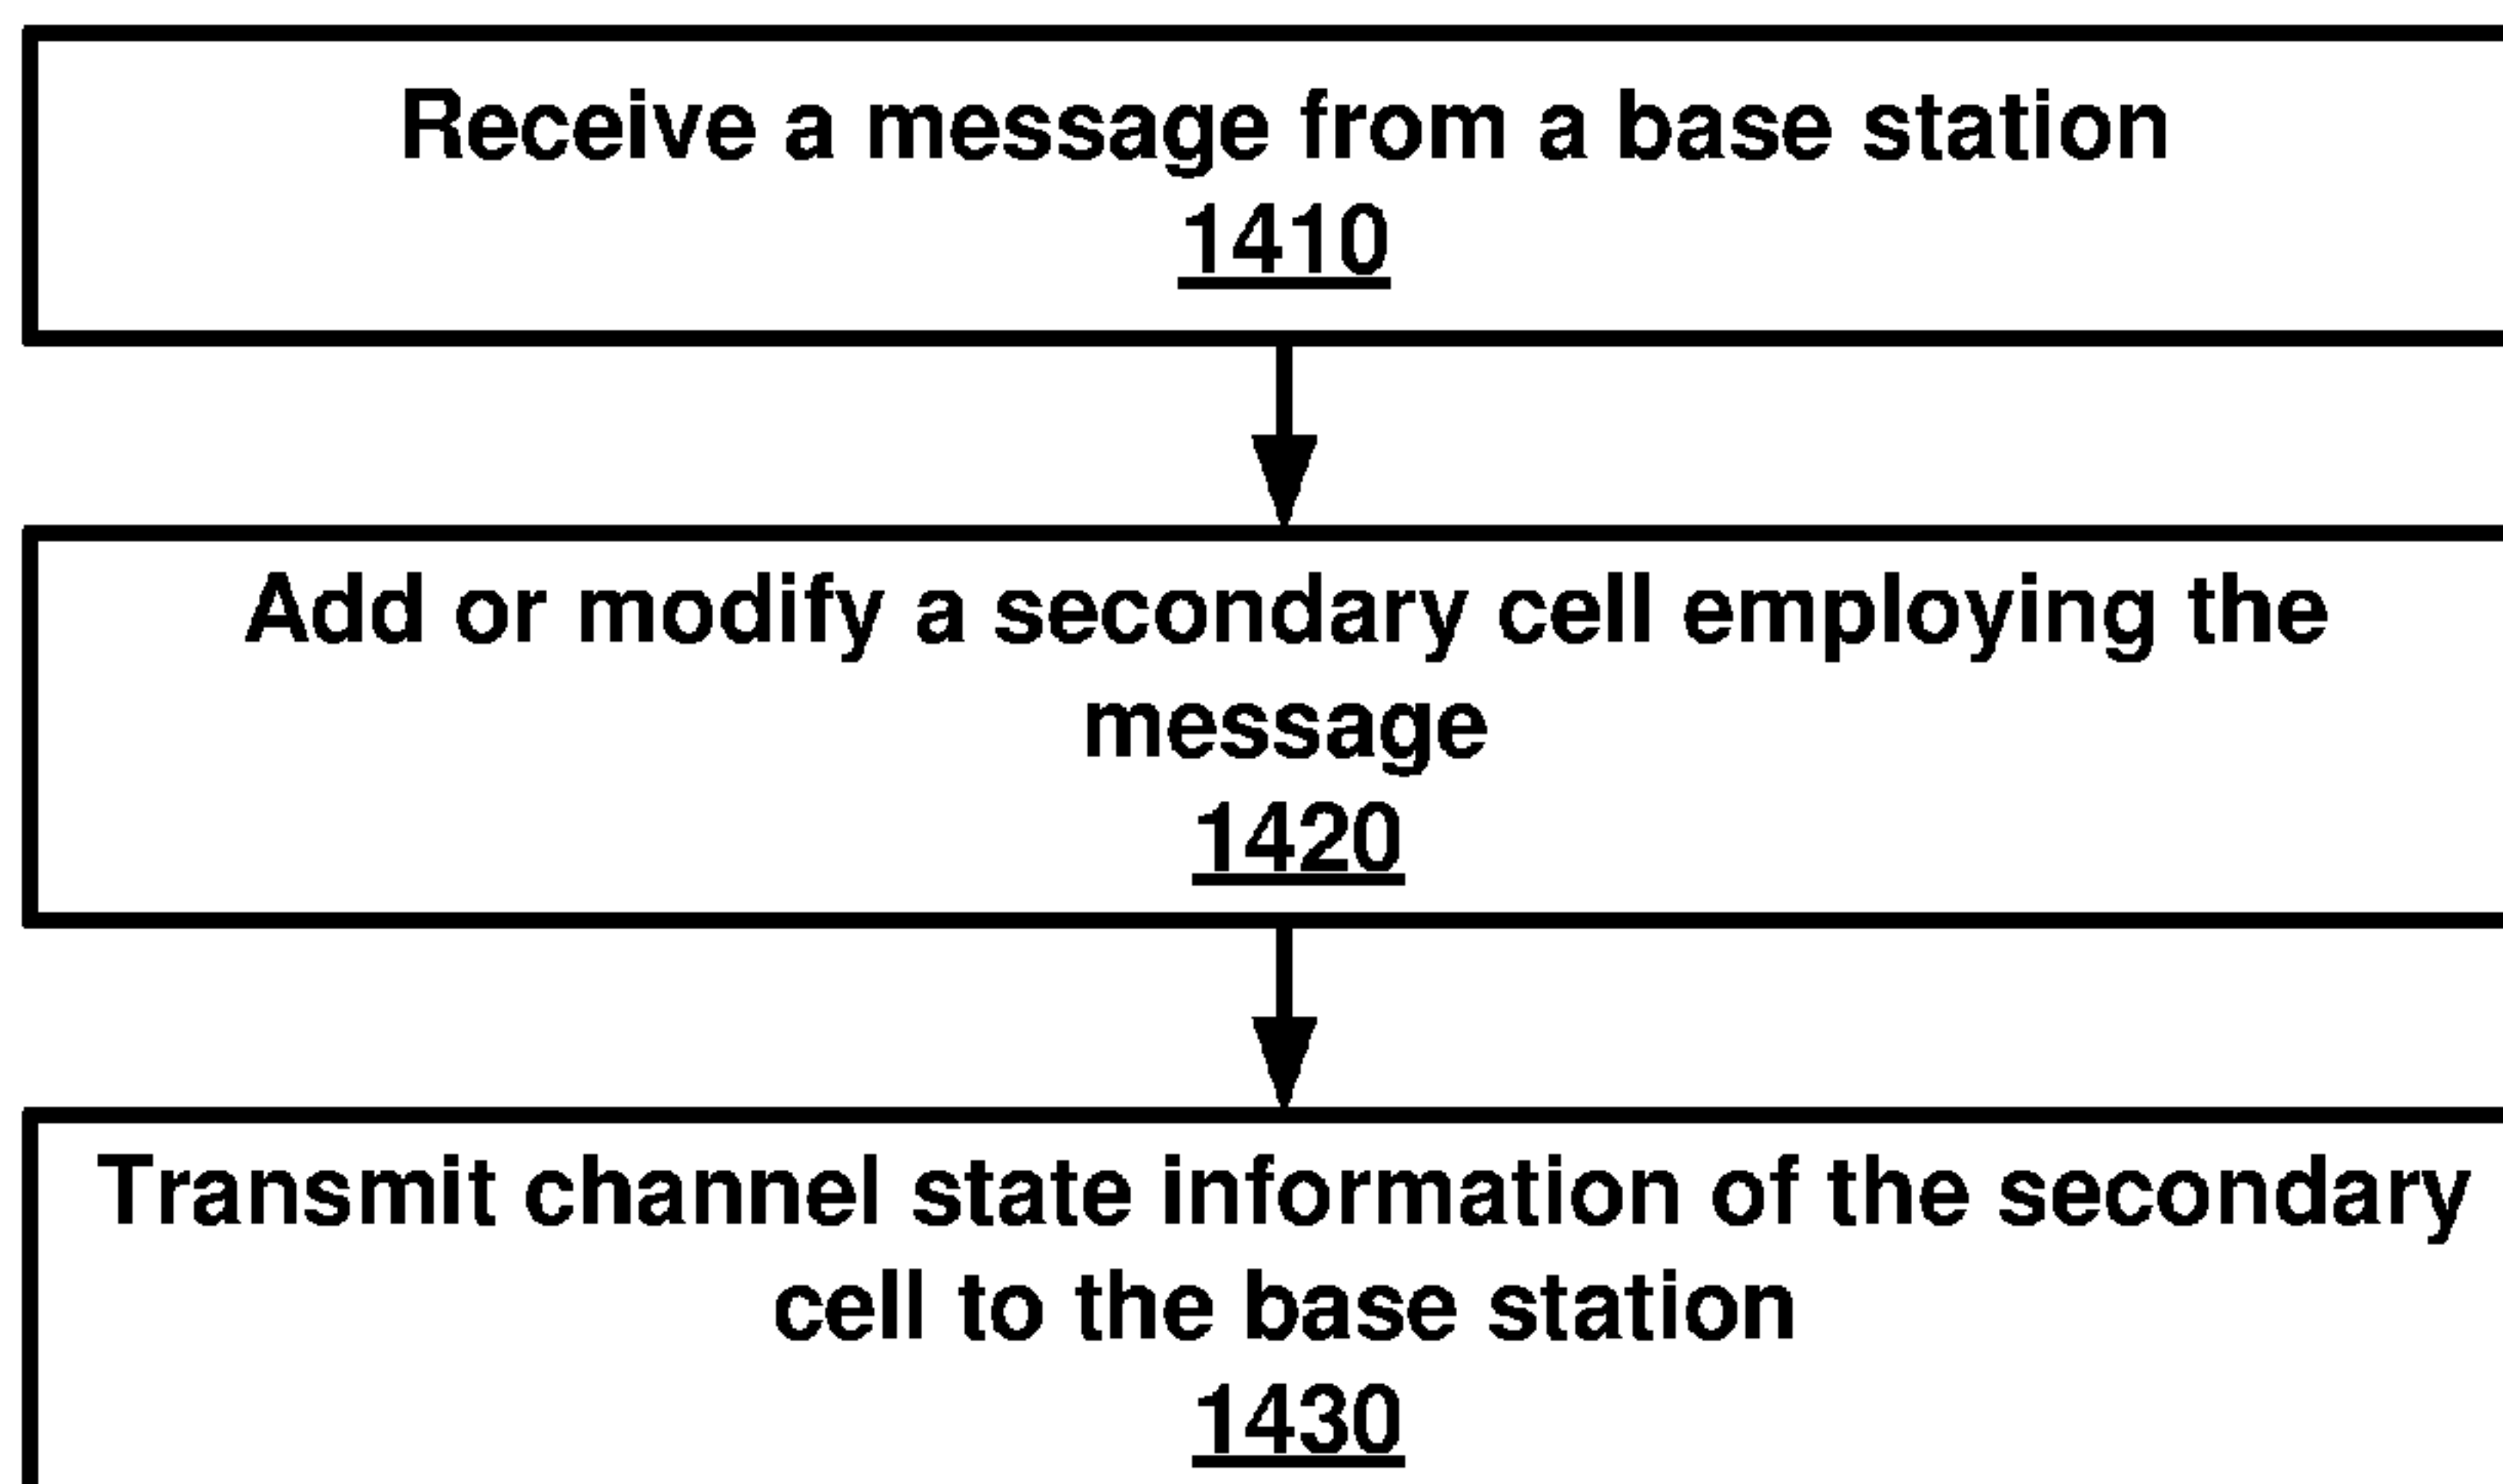 Receive a message from a base station
1410
Add or modify a secondary cell employing the
message
1420
Transmit channel state information of the secondary
cell to the base station
1430